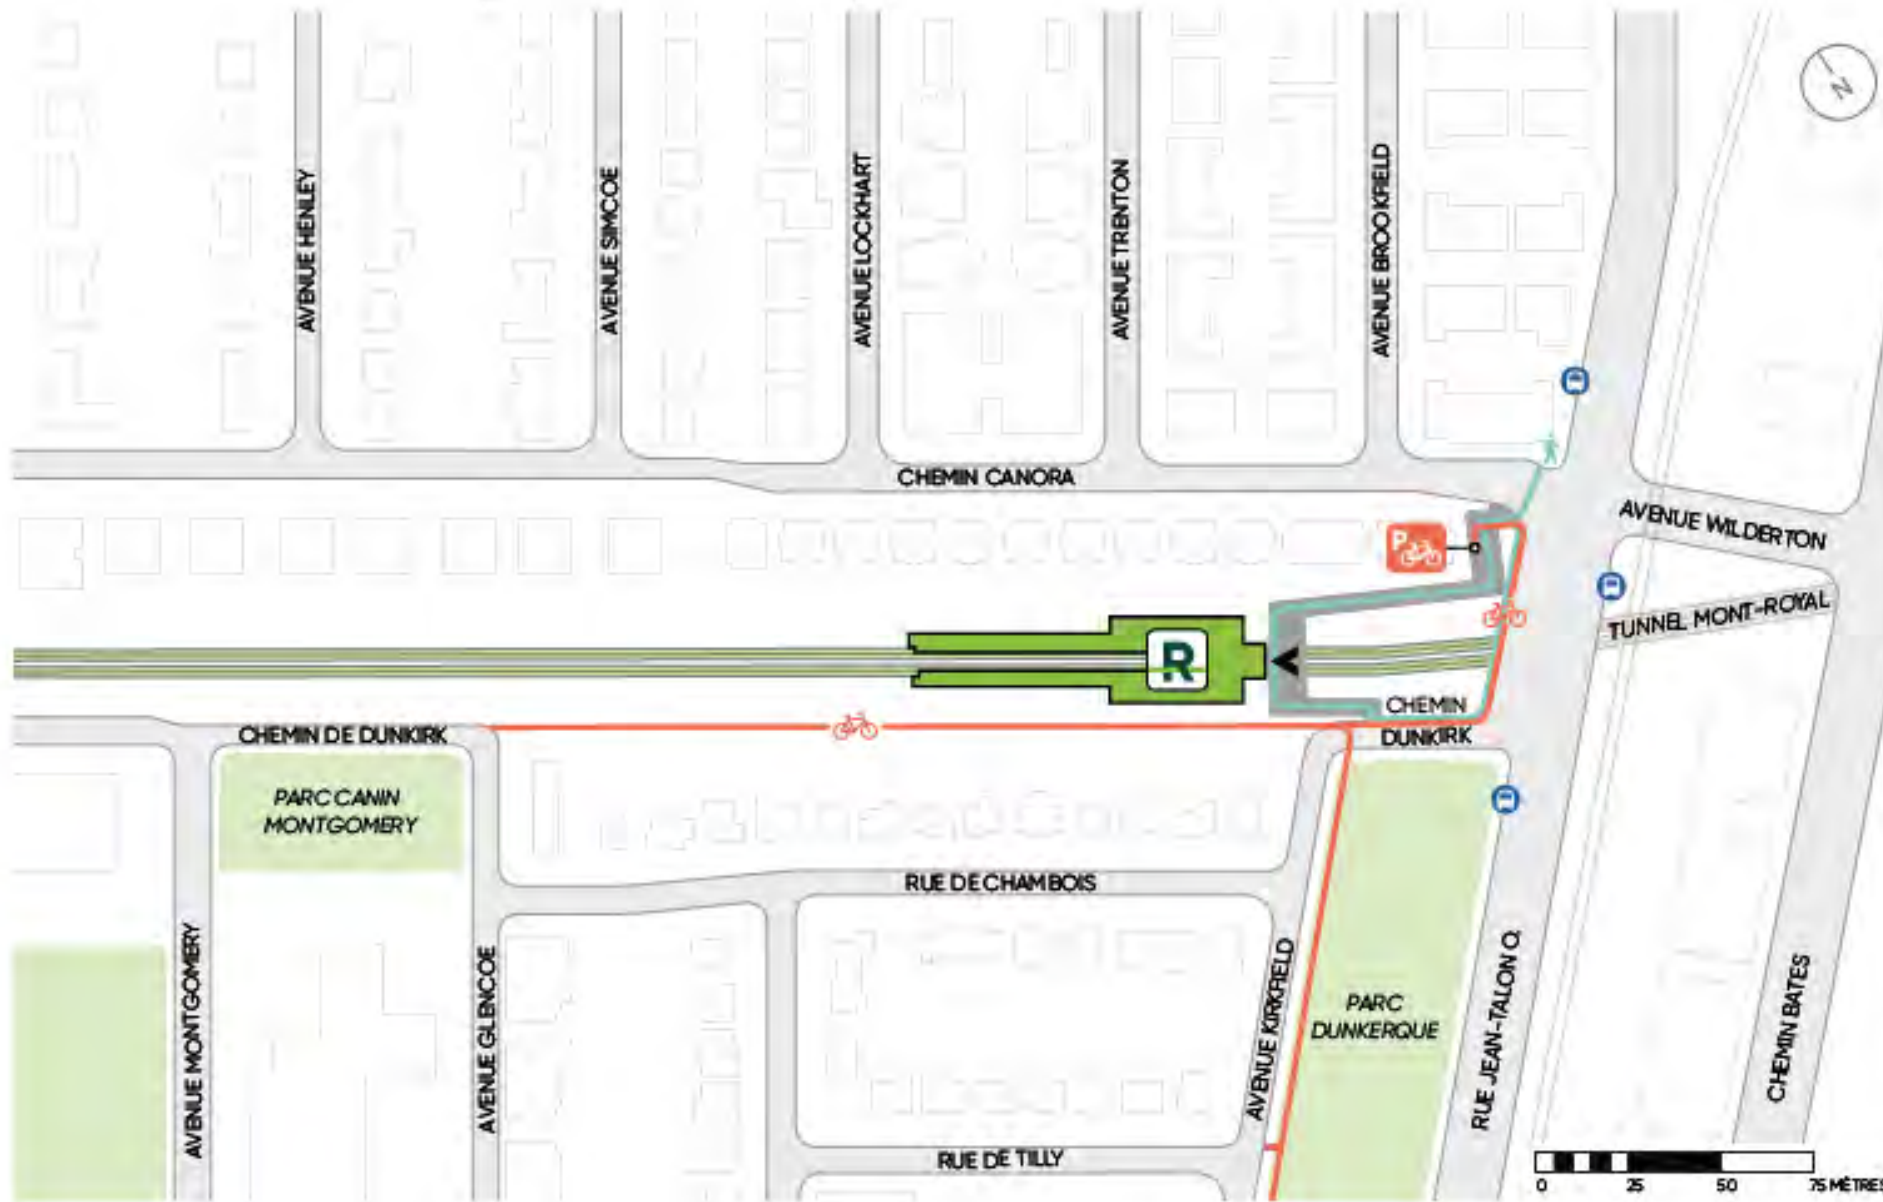 N
AVENUE HENLEY
AVENUE SIMCOE
AVENUE LOCKHART
AVENUE TRENTON
AVENUE BROOKFIELD
CHEMIN CANORA
AVENUE WILDERTON
P
TUNNEL MONT-ROYAL
R
CHEMIN
DUNKIRK
CHEMIN DE DUNKIRK
PARC CANIN
MONTGOMERY
RUE DE CHAMBOIS
AVENUE MONTGOMERY
AVENUE GLENCOE
AVENUE KIRKFIELD
PARC
DUNKERQUE
RUE JEAN-TALON O.
CHEMIN BATES
RUE DE TILLY
0 25 50 75 MÈTRES